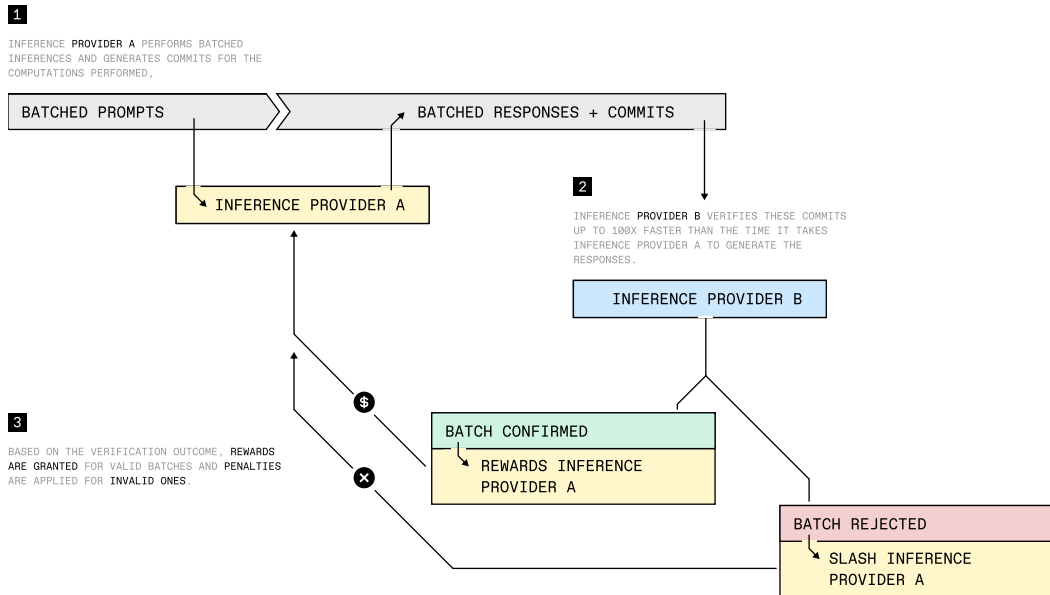 1
INFERENCE PROVIDER A PERFORMS BATCHED
INFERENCES AND GENERATES COMMITS FOR THE
COMPUTATIONS PERFORMED,
BATCHED PROMPTS
BATCHED RESPONSES + COMMITS
INFERENCE PROVIDER A
2
INFERENCE PROVIDER B VERIFIES THESE COMMITS
UP TO 100X FASTER THAN THE TIME IT TAKES
INFERENCE PROVIDER A TO GENERATE THE
RESPONSES.
INFERENCE PROVIDER B
$
3
BASED ON THE VERIFICATION OUTCOME, REWARDS
ARE GRANTED FOR VALID BATCHES AND PENALTIES
ARE APPLIED FOR INVALID ONES.
BATCH CONFIRMED
REWARDS INFERENCE
PROVIDER A
BATCH REJECTED
SLASH INFERENCE
PROVIDER A